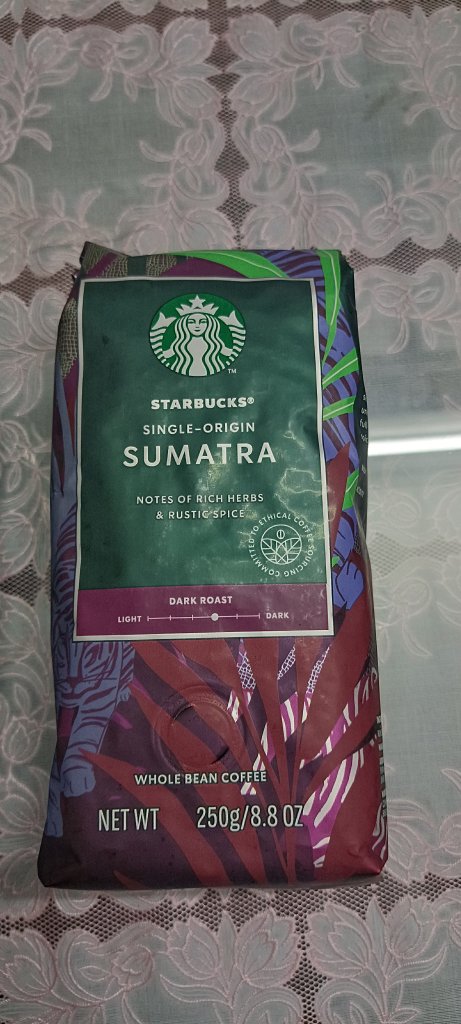 ™
STARBUCKS®
SINGLE-ORIGIN
SUMATRA
NOTES OF RICH HERBS
& RUSTIC SPICE
COMMITTED TO ETHICAL COFFEE SOURCING
DARK ROAST
LIGHT DARK
WHOLE BEAN COFFEE
NET WT 250g/8.8 OZ